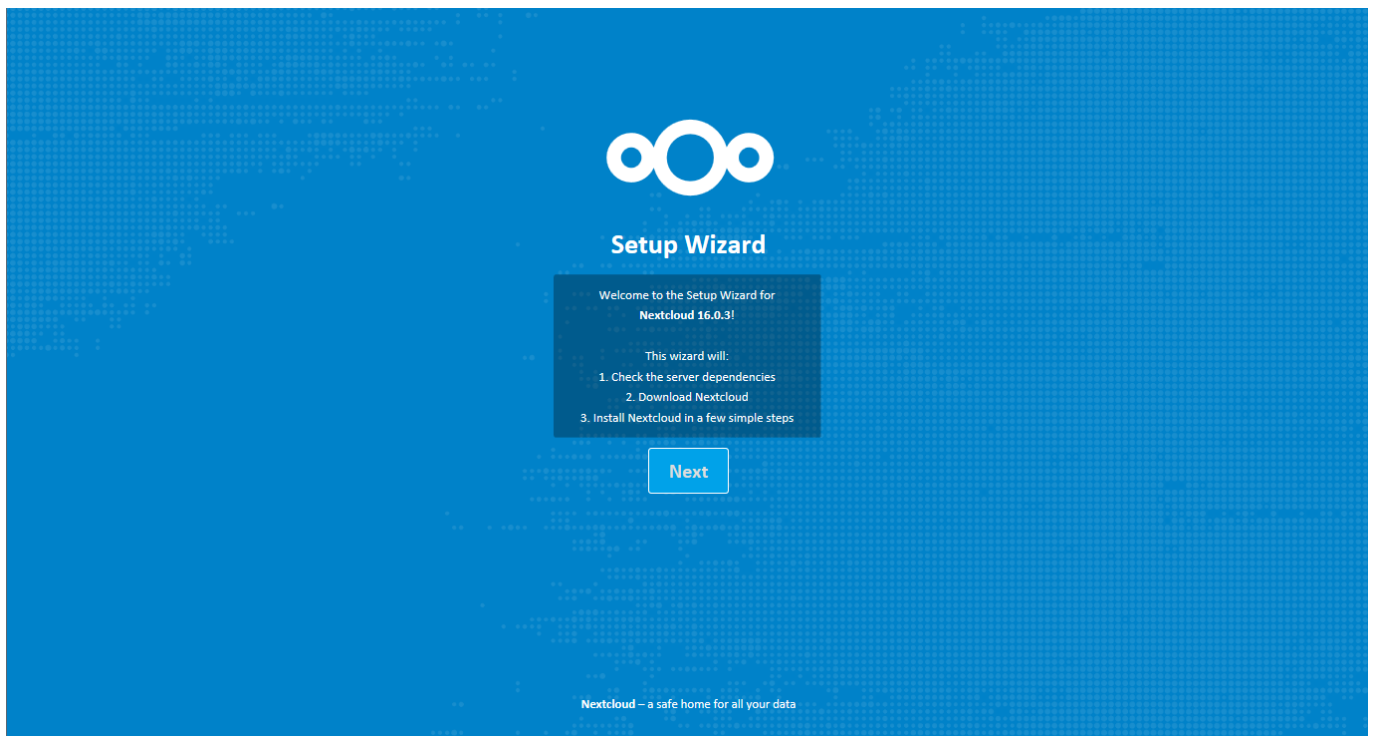 Setup Wizard
Welcome to the Setup Wizard for
Nextcloud 16.0.3!
This wizard will:
1. Check the server dependencies
2. Download Nextcloud
3. Install Nextcloud in a few simple steps
Next
Nextcloud – a safe home for all your data